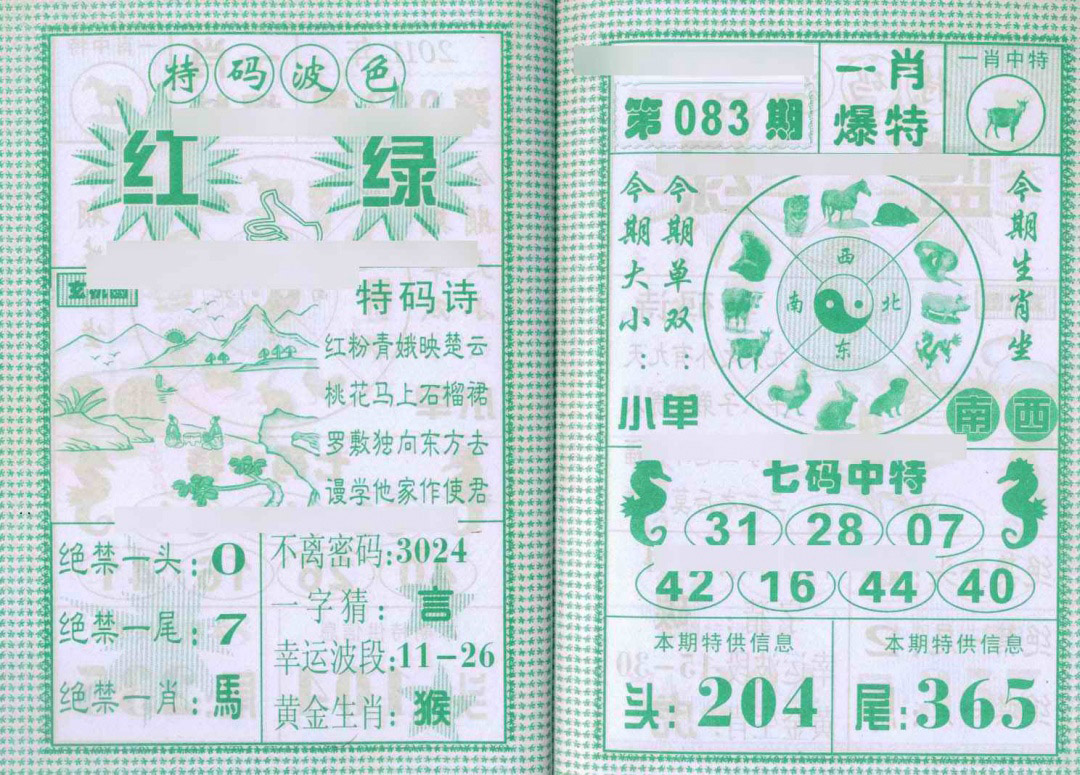 特码波色
红 绿
玄机图
特码诗
红粉青娥映楚云
桃花马上石榴裙
罗敷独向东方去
谩学他家作使君
绝禁一头:0
绝禁一尾:7
绝禁一肖:馬
不离密码:3024
一字猜:言
幸运波段:11-26
黄金生肖:猴
第083期
一肖
爆特
一肖中特
今期大小:小
今期单双:单
西
南
北
东
今期生肖坐
南西
七码中特
31 28 07
42 16 44 40
本期特供信息
头:204
本期特供信息
尾:365